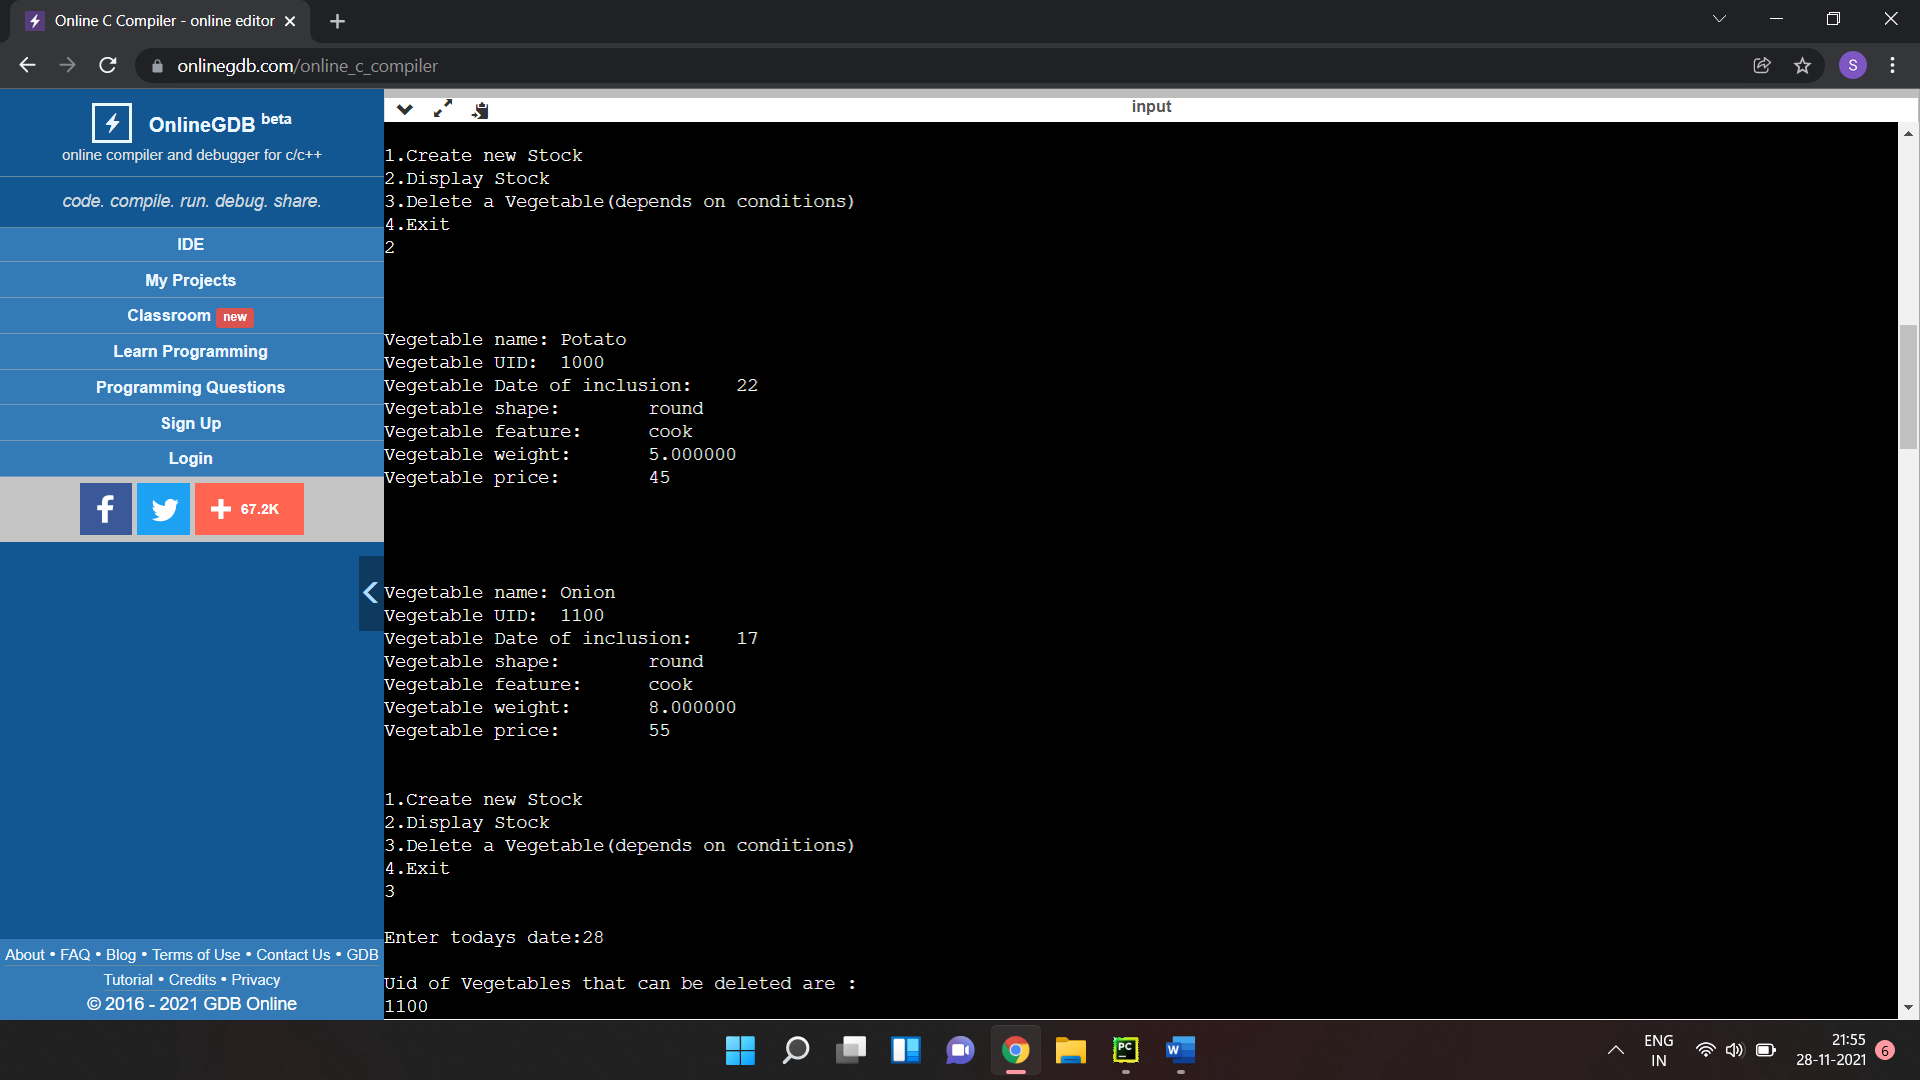 Online C Compiler - online editor
onlinegdb.com/online_c_compiler
S
OnlineGDB beta
online compiler and debugger for c/c++
code. compile. run. debug. share.
IDE
My Projects
Classroom new
Learn Programming
Programming Questions
Sign Up
Login
67.2K
About • FAQ • Blog • Terms of Use • Contact Us • GDB
Tutorial • Credits • Privacy
© 2016 - 2021 GDB Online
input
1.Create new Stock
2.Display Stock
3.Delete a Vegetable(depends on conditions)
4.Exit
2
Vegetable name: Potato
Vegetable UID:  1000
Vegetable Date of inclusion:    22
Vegetable shape:        round
Vegetable feature:      cook
Vegetable weight:       5.000000
Vegetable price:        45
Vegetable name: Onion
Vegetable UID:  1100
Vegetable Date of inclusion:    17
Vegetable shape:        round
Vegetable feature:      cook
Vegetable weight:       8.000000
Vegetable price:        55
1.Create new Stock
2.Display Stock
3.Delete a Vegetable(depends on conditions)
4.Exit
3
Enter todays date:28
Uid of Vegetables that can be deleted are :
1100
PC
W
ENG
IN
21:55
28-11-2021
6